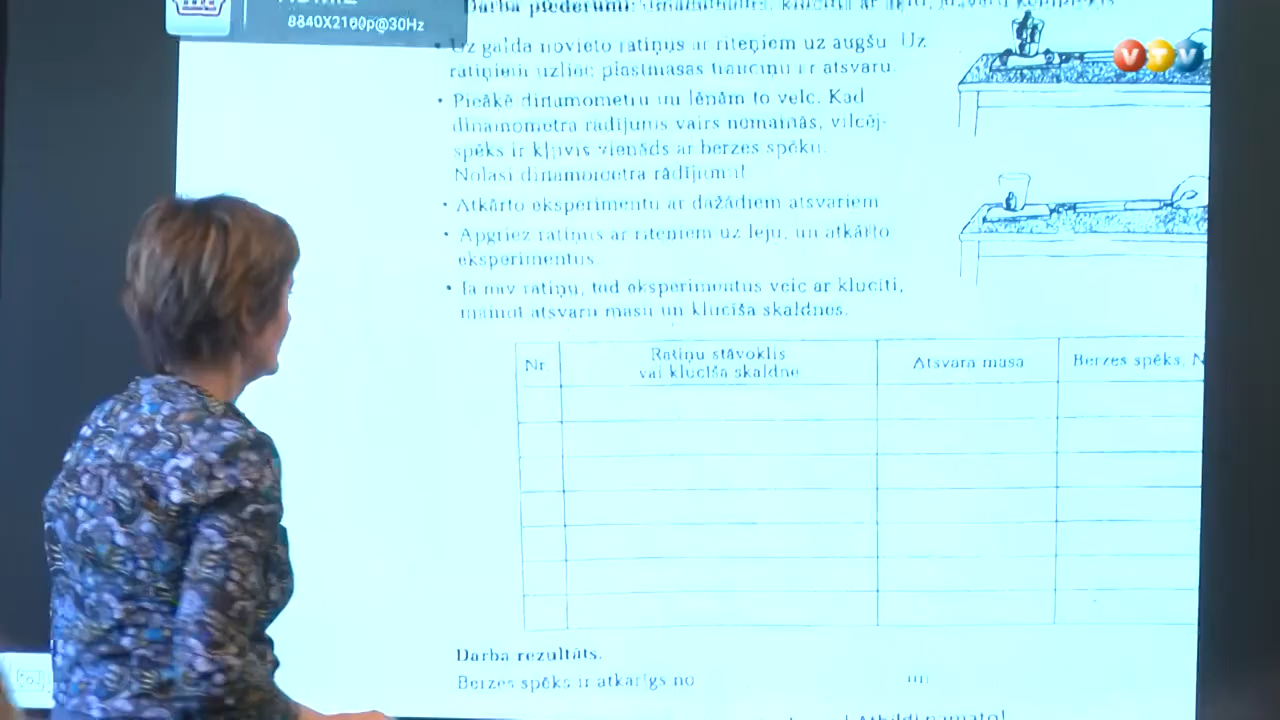 8840X2160p@30Hz
VTV
Darba piederumi:
Uz galda novieto ratiņus ar riteņiem uz augšu Uz
ratiņiem uzliec plastmasas trauciņu ar atsvaru.
• Pieāķē dinamometru un lēnām to velc. Kad
dinamometra rādījums vairs nemainās, vilcēj-
spēks ir kļuvis vienāds ar berzes spēku.
Nolasi dinamometra rādījumu!
• Atkārto eksperimentu ar dažādiem atsvariem
• Apgriez ratiņus ar riteņiem uz leju, un atkārto
eksperimentus
• Ja nav ratiņu, tad eksperimentus veic ar klucīti,
mainot atsvaru masu un klucīša skaldnes.
Nr.
Ratiņu stāvoklis
vai klucīša skaldne
Atsvara masa
Berzes spēks, N
Darba rezultāts.
Berzes spēks ir atkarīgs no un
Atbildi pamato!